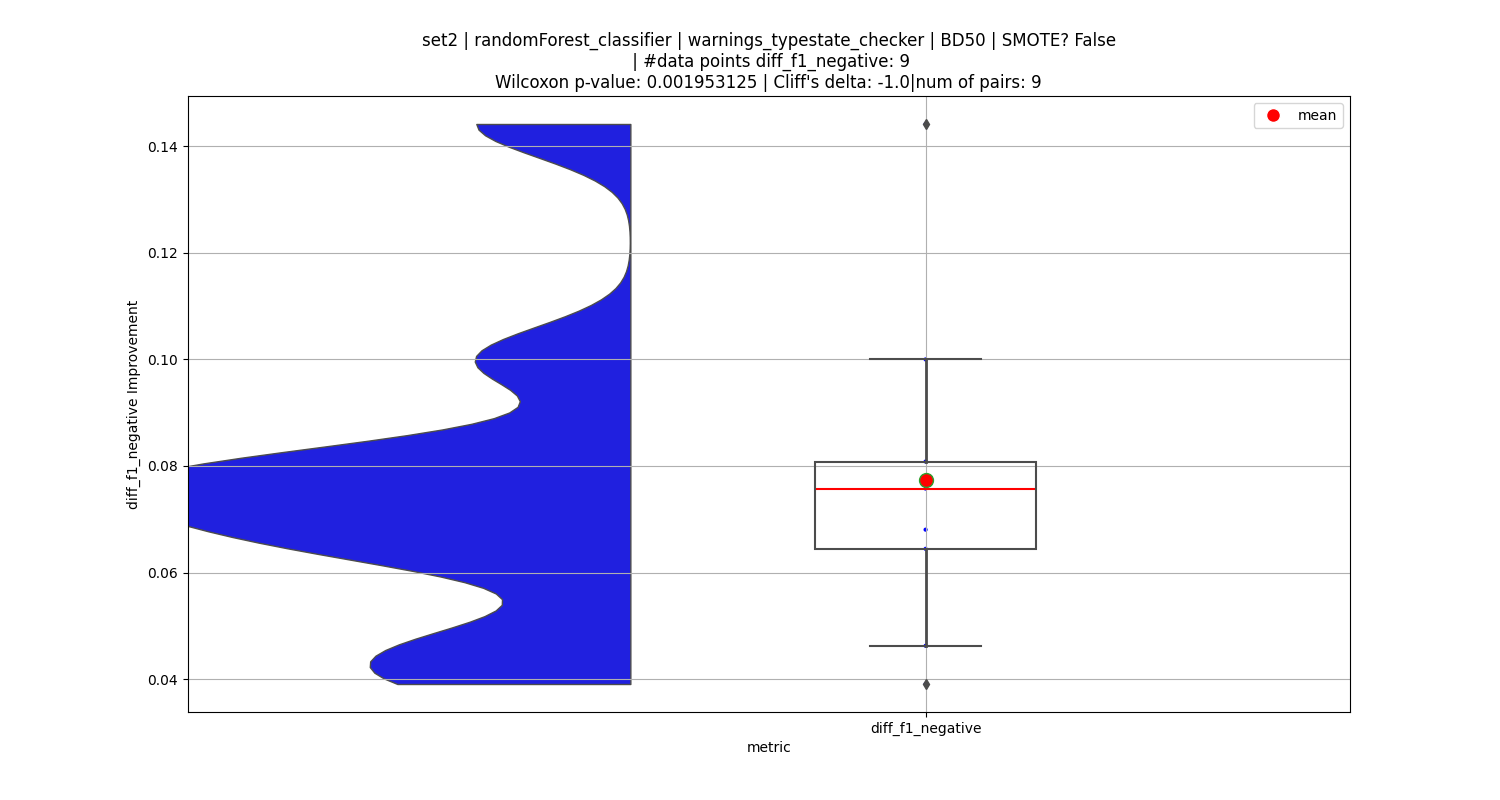 set2 | randomForest_classifier | warnings_typestate_checker | BD50 | SMOTE? False
| #data points diff_f1_negative: 9
Wilcoxon p-value: 0.001953125 | Cliff's delta: -1.0|num of pairs: 9
mean
0.14
0.12
0.10
0.08
0.06
0.04
diff_f1_negative Improvement
diff_f1_negative
metric